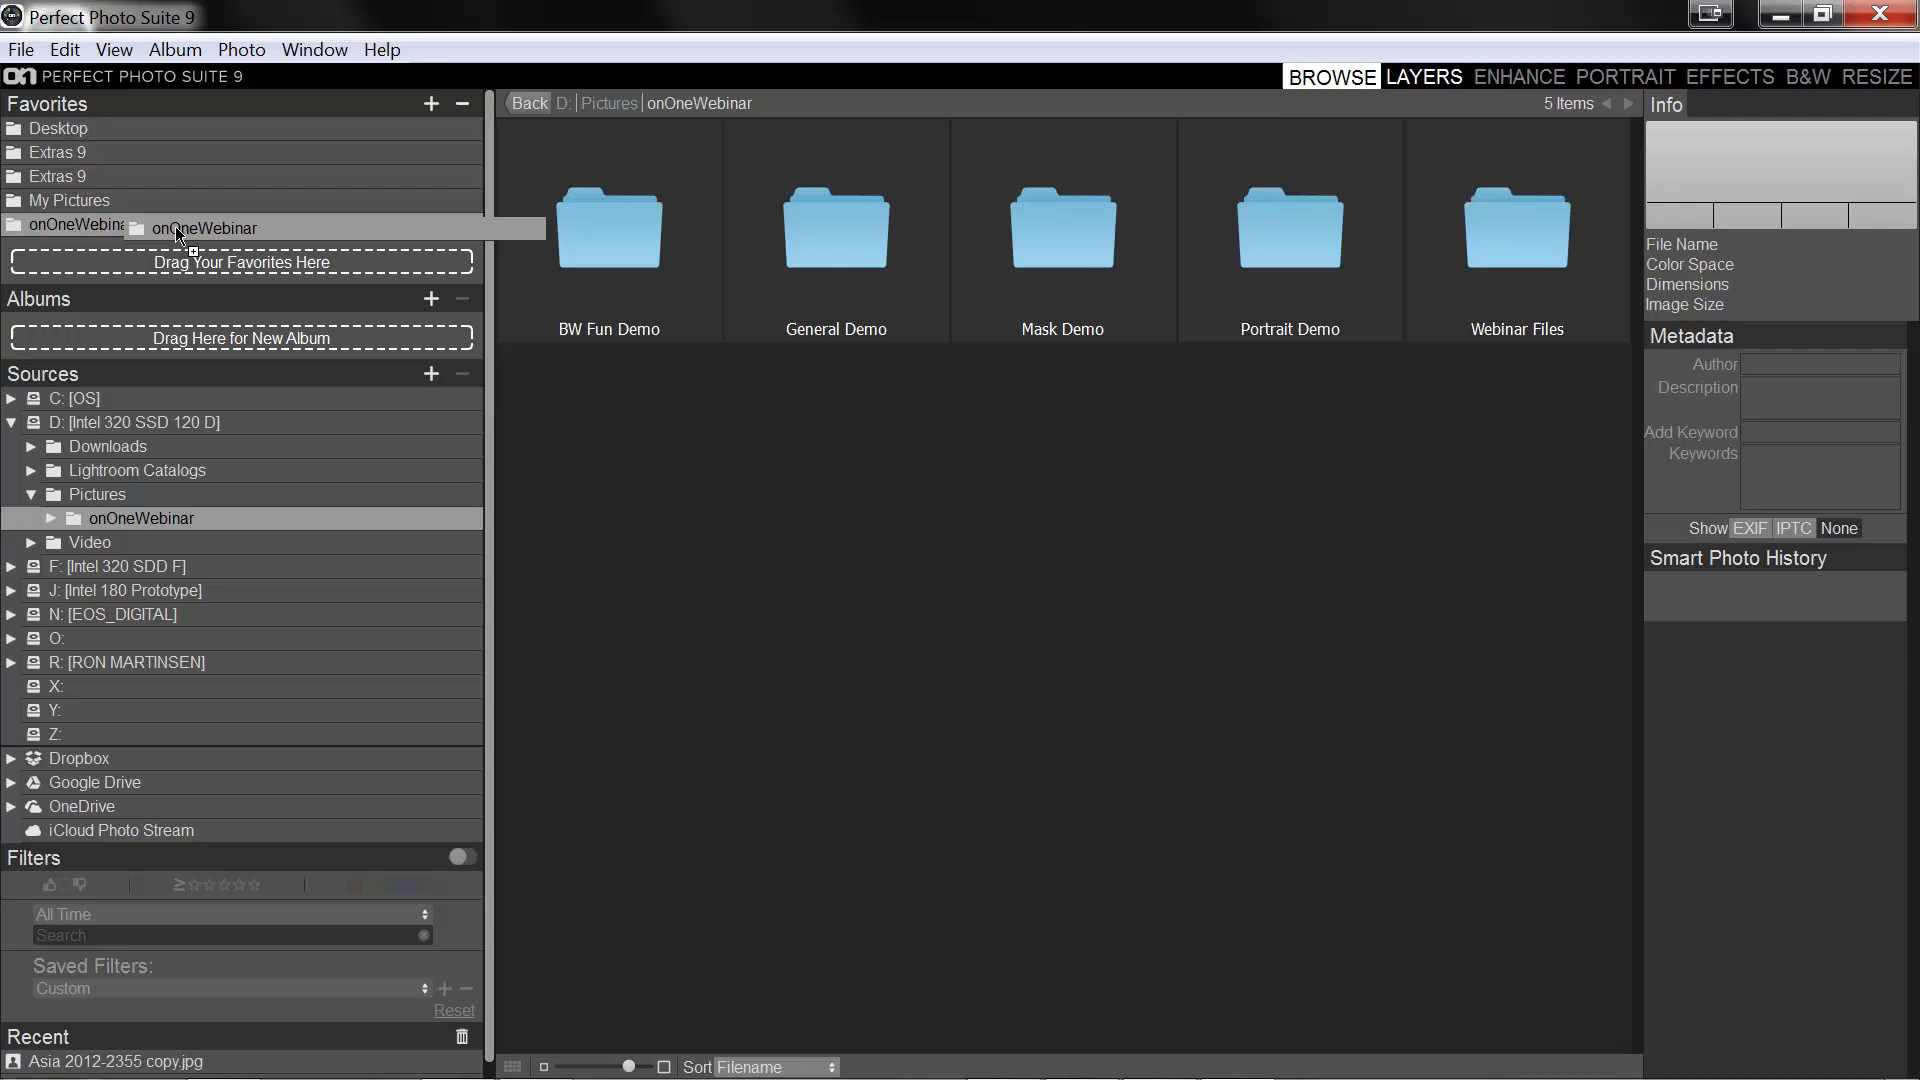 Perfect Photo Suite 9
File Edit View Album Photo Window Help
on PERFECT PHOTO SUITE 9
BROWSE LAYERS ENHANCE PORTRAIT EFFECTS B&W RESIZE
Favorites
Desktop
Extras 9
Extras 9
My Pictures
onOneWebinar
onOneWebinar
Drag Your Favorites Here
Albums
Drag Here for New Album
Sources
C: [OS]
D: [Intel 320 SSD 120 D]
Downloads
Lightroom Catalogs
Pictures
onOneWebinar
Video
F: [Intel 320 SDD F]
J: [Intel 180 Prototype]
N: [EOS_DIGITAL]
O:
R: [RON MARTINSEN]
X:
Y:
Z:
Dropbox
Google Drive
OneDrive
iCloud Photo Stream
Filters
≥
All Time
Search
Saved Filters:
Custom
Reset
Recent
Asia 2012-2355 copy.jpg
Back D: Pictures onOneWebinar
5 Items
BW Fun Demo
General Demo
Mask Demo
Portrait Demo
Webinar Files
Sort Filename
Info
File Name
Color Space
Dimensions
Image Size
Metadata
Author
Description
Add Keyword
Keywords
Show EXIF IPTC None
Smart Photo History